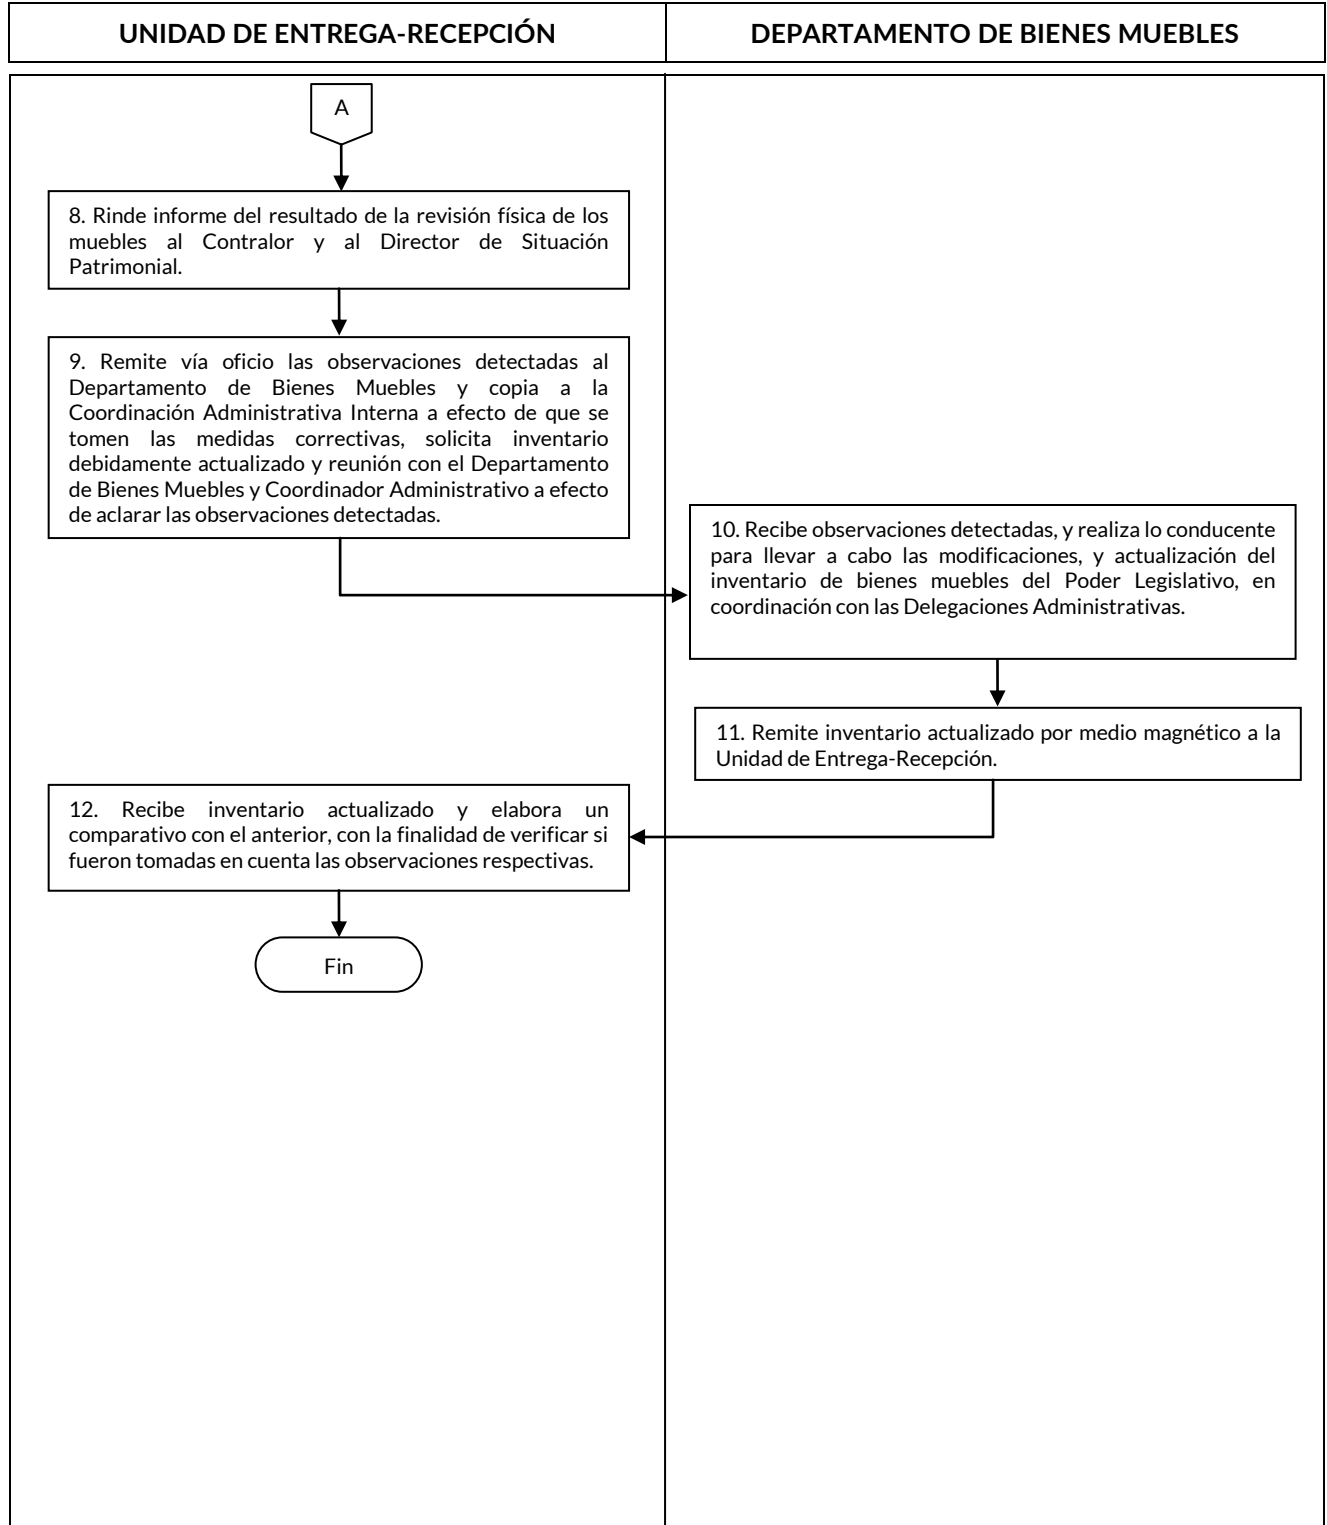 UNIDAD DE ENTREGA-RECEPCIÓN
DEPARTAMENTO DE BIENES MUEBLES
A
8. Rinde informe del resultado de la revisión física de los
muebles al Contralor y al Director de Situación
Patrimonial.
9. Remite vía oficio las observaciones detectadas al
Departamento de Bienes Muebles y copia a la
Coordinación Administrativa Interna a efecto de que se
tomen las medidas correctivas, solicita inventario
debidamente actualizado y reunión con el Departamento
de Bienes Muebles y Coordinador Administrativo a efecto
de aclarar las observaciones detectadas.
10. Recibe observaciones detectadas, y realiza lo conducente
para llevar a cabo las modificaciones, y actualización del
inventario de bienes muebles del Poder Legislativo, en
coordinación con las Delegaciones Administrativas.
11. Remite inventario actualizado por medio magnético a la
Unidad de Entrega-Recepción.
12. Recibe inventario actualizado y elabora un
comparativo con el anterior, con la finalidad de verificar si
fueron tomadas en cuenta las observaciones respectivas.
Fin